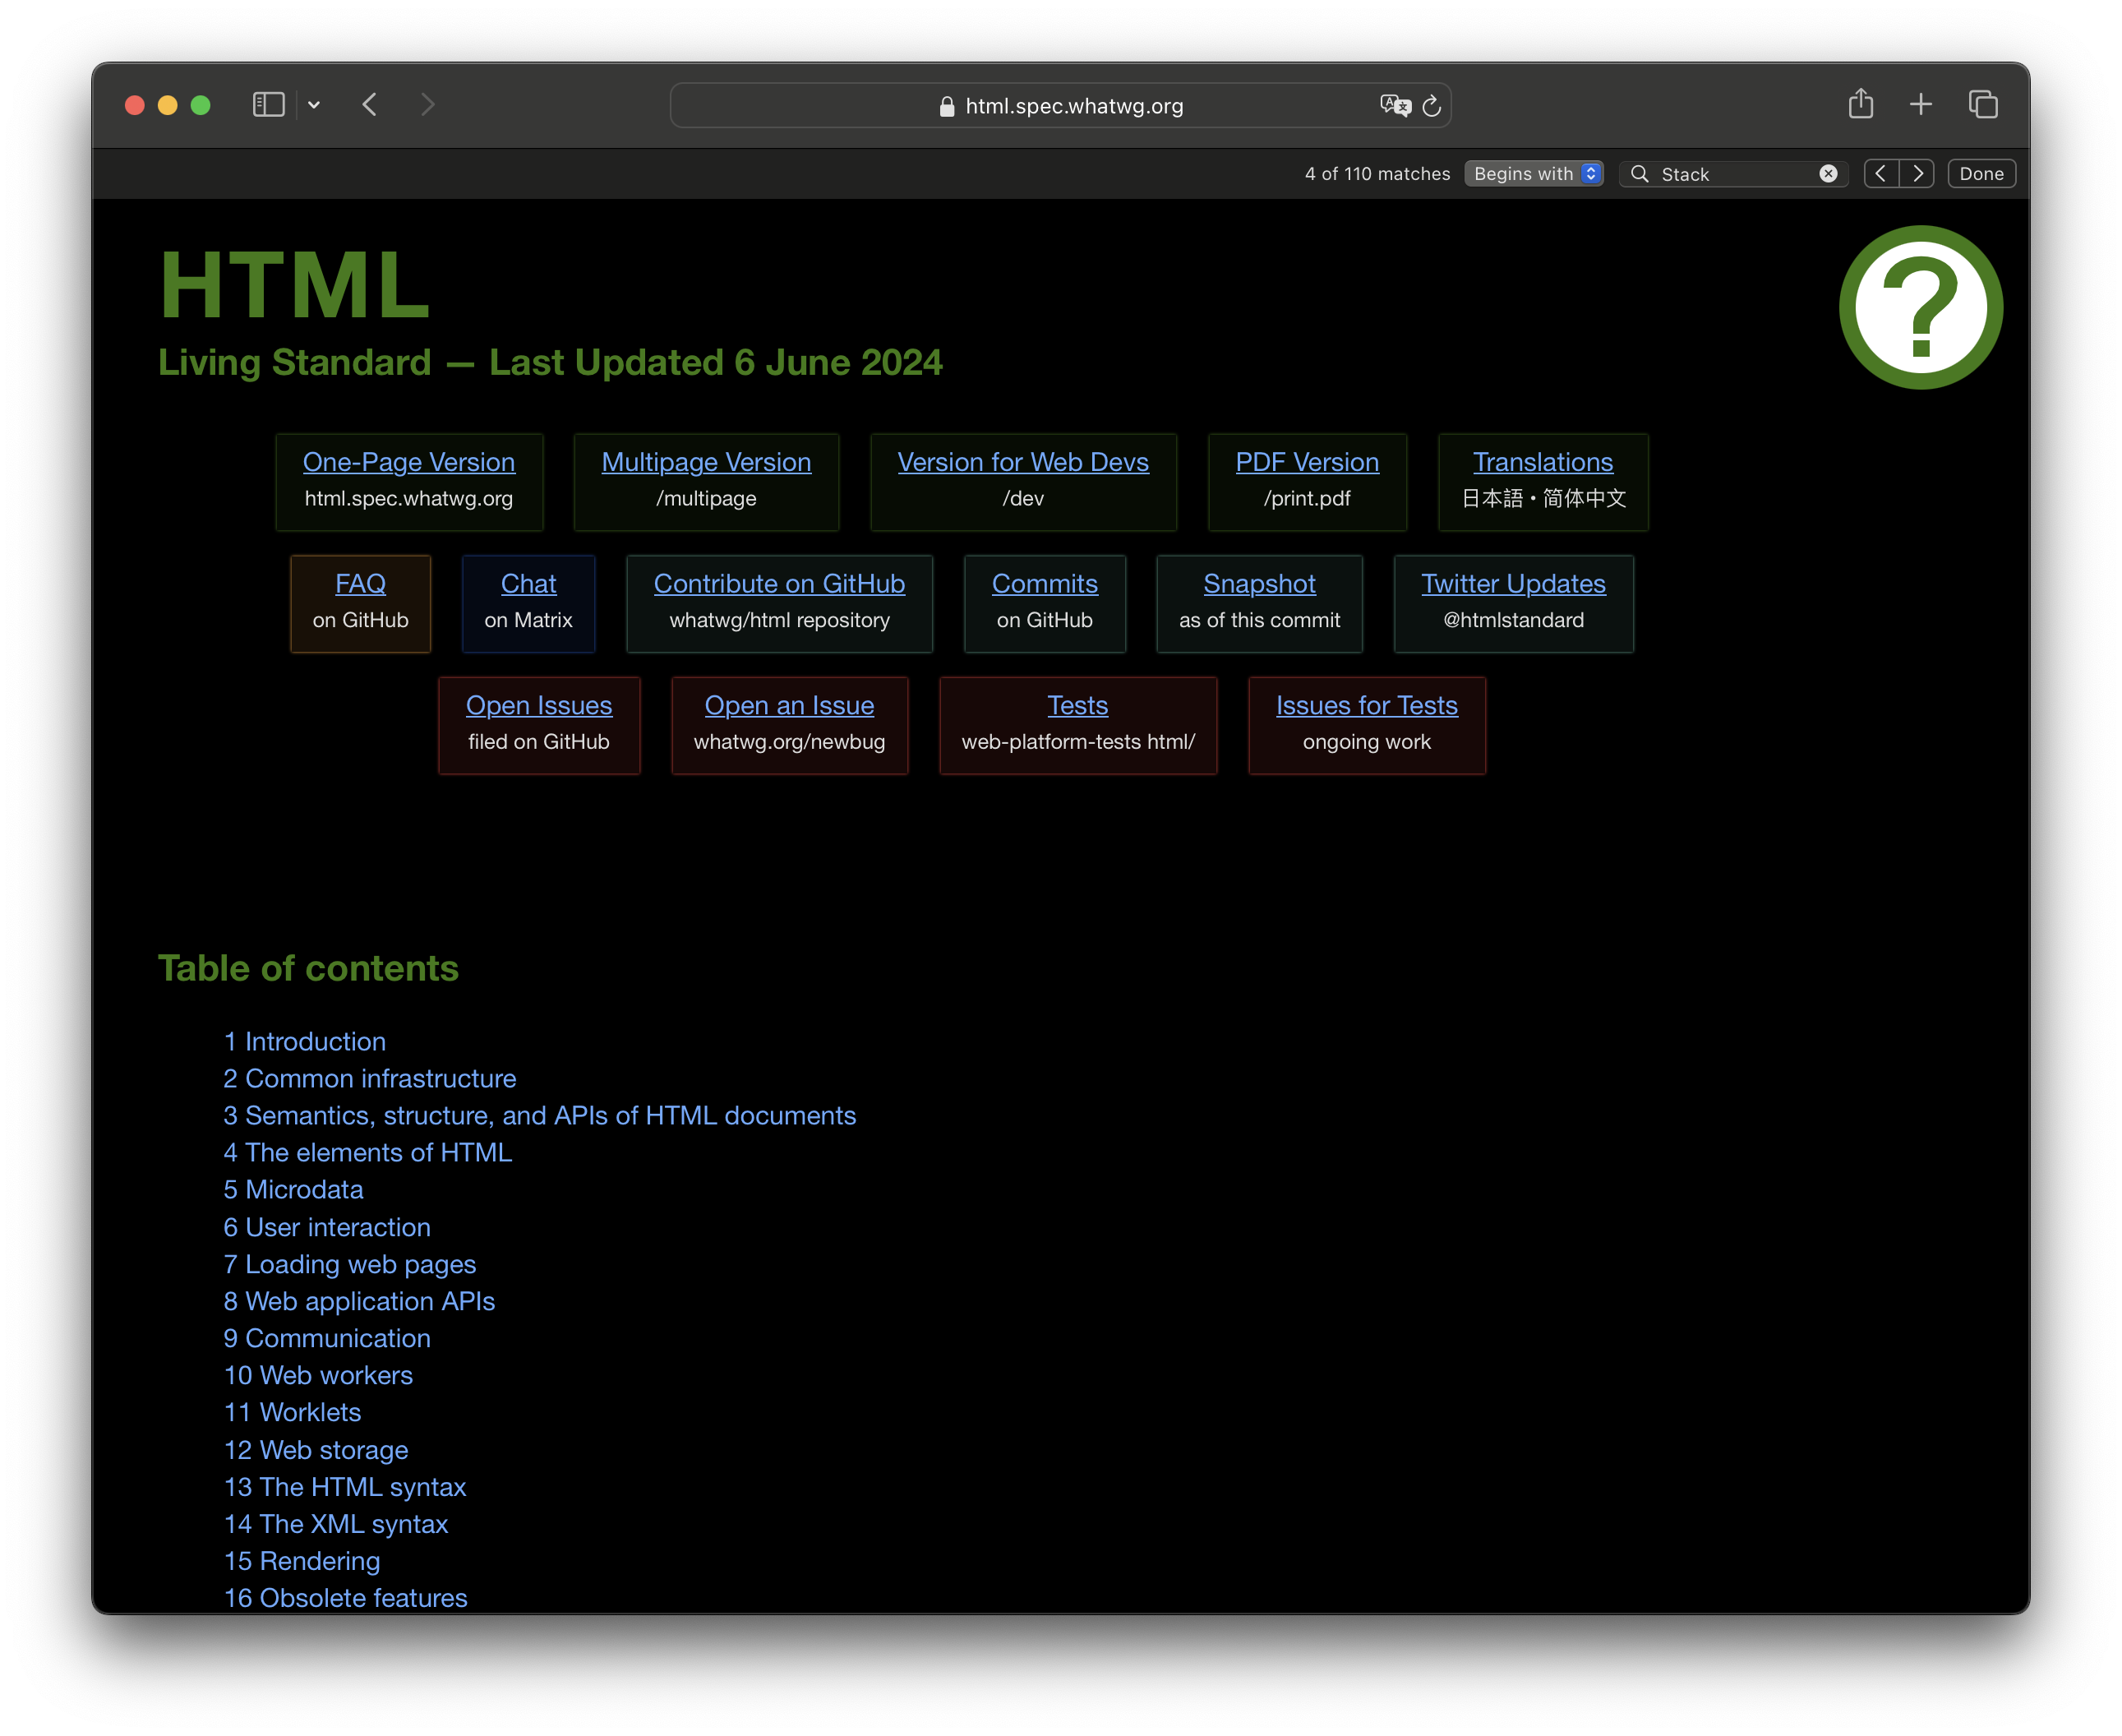 html.spec.whatwg.org
4 of 110 matches Begins with Stack Done
HTML
?
Living Standard — Last Updated 6 June 2024
One-Page Version Multipage Version Version for Web Devs PDF Version Translations
html.spec.whatwg.org /multipage /dev /print.pdf 日本語・简体中文
FAQ Chat Contribute on GitHub Commits Snapshot Twitter Updates
on GitHub on Matrix whatwg/html repository on GitHub as of this commit @htmlstandard
Open Issues Open an Issue Tests Issues for Tests
filed on GitHub whatwg.org/newbug web-platform-tests html/ ongoing work
Table of contents
1 Introduction
2 Common infrastructure
3 Semantics, structure, and APIs of HTML documents
4 The elements of HTML
5 Microdata
6 User interaction
7 Loading web pages
8 Web application APIs
9 Communication
10 Web workers
11 Worklets
12 Web storage
13 The HTML syntax
14 The XML syntax
15 Rendering
16 Obsolete features